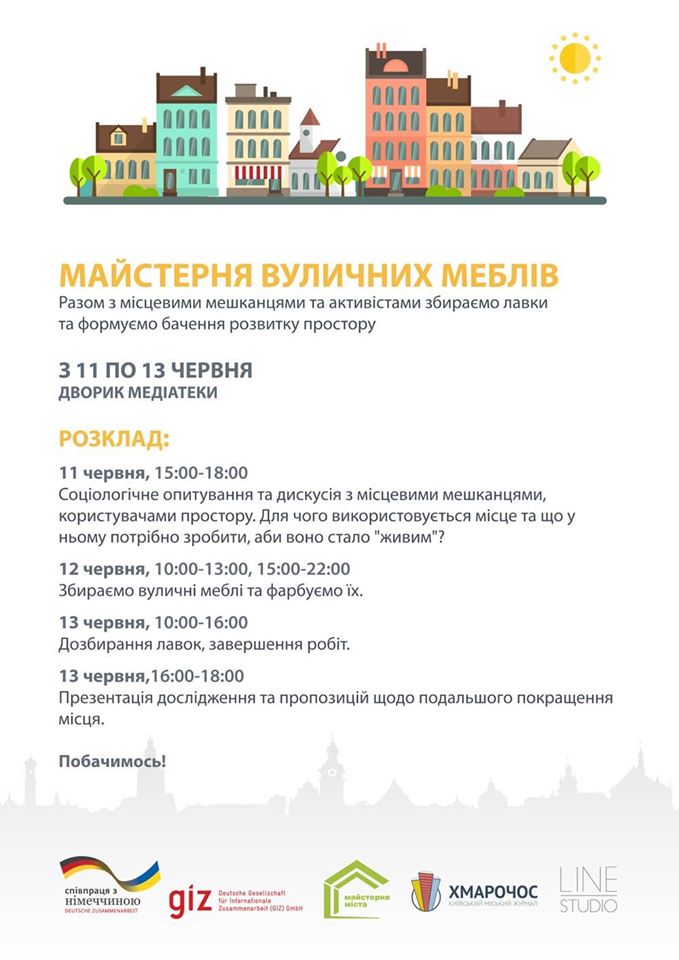 МАЙСТЕРНЯ ВУЛИЧНИХ МЕБЛІВ
Разом з місцевими мешканцями та активістами збираємо лавки
та формуємо бачення розвитку простору
З 11 ПО 13 ЧЕРВНЯ
ДВОРИК МЕДІАТЕКИ
РОЗКЛАД:
11 червня, 15:00-18:00
Соціологічне опитування та дискусія з місцевими мешканцями,
користувачами простору. Для чого використовується місце та що у
ньому потрібно зробити, аби воно стало "живим"?
12 червня, 10:00-13:00, 15:00-22:00
Збираємо вуличні меблі та фарбуємо їх.
13 червня, 10:00-16:00
Дозбирання лавок, завершення робіт.
13 червня,16:00-18:00
Презентація дослідження та пропозицій щодо подальшого покращення
місця.
Побачимось!
співпраця з
німеччиною
DEUTSCHE ZUSAMMENARBEIT
giz
Deutsche Gesellschaft
für Internationale
Zusammenarbeit (GIZ) GmbH
майстерня
міста
ХМАРОЧОС
КИЇВСЬКИЙ МІСЬКИЙ ЖУРНАЛ
LINE
STUDIO